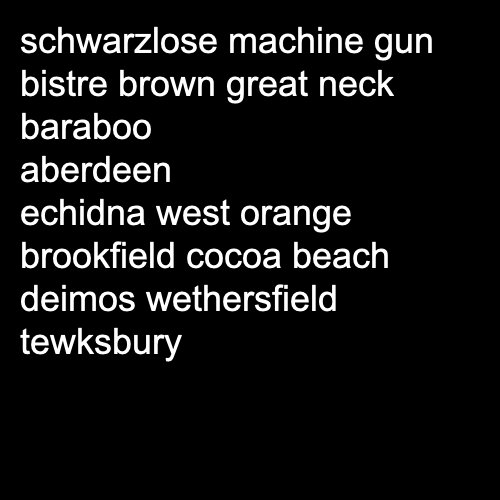 schwarzlose machine gun
bistre brown great neck
baraboo
aberdeen
echidna west orange
brookfield cocoa beach
deimos wethersfield
tewksbury